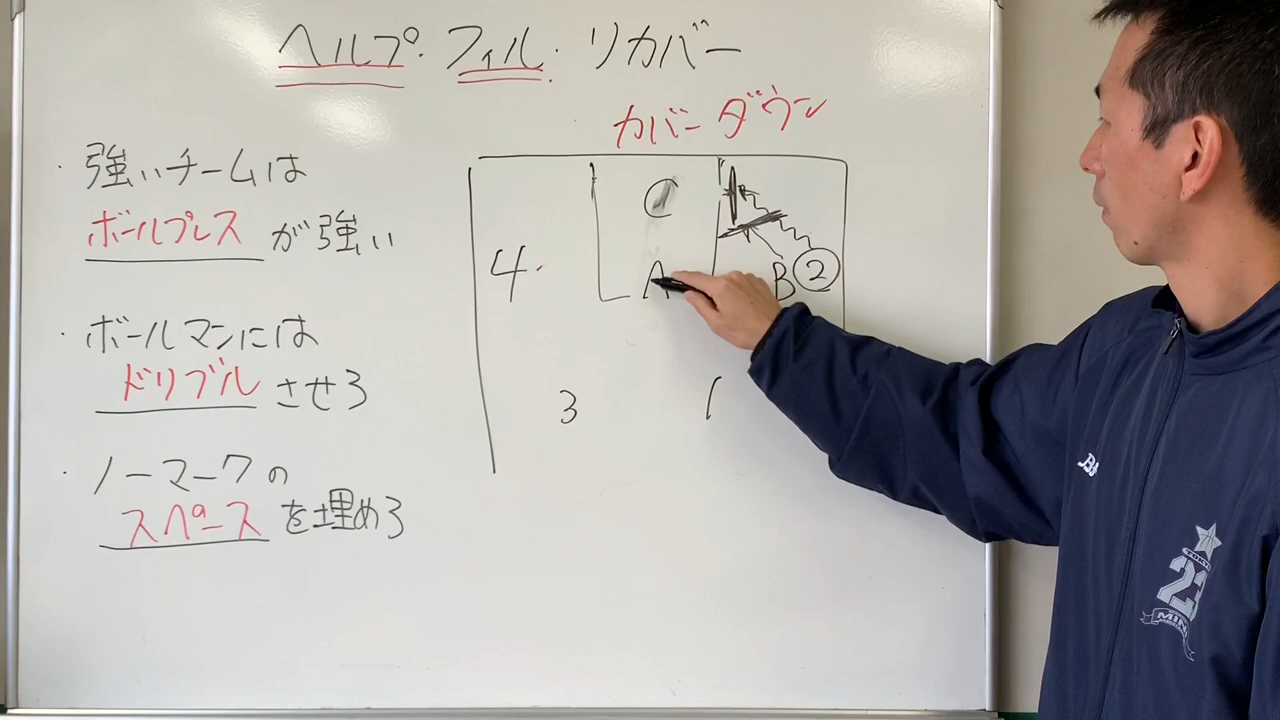 ヘルプ・フィル・リカバー
カバーダウン
・強いチームは
ボールプレス が強い
・ボールマンには
ドリブル させろ
・ノーマークの
スペース を埋めろ
C
4
A
B
2
3
1
23
MINI